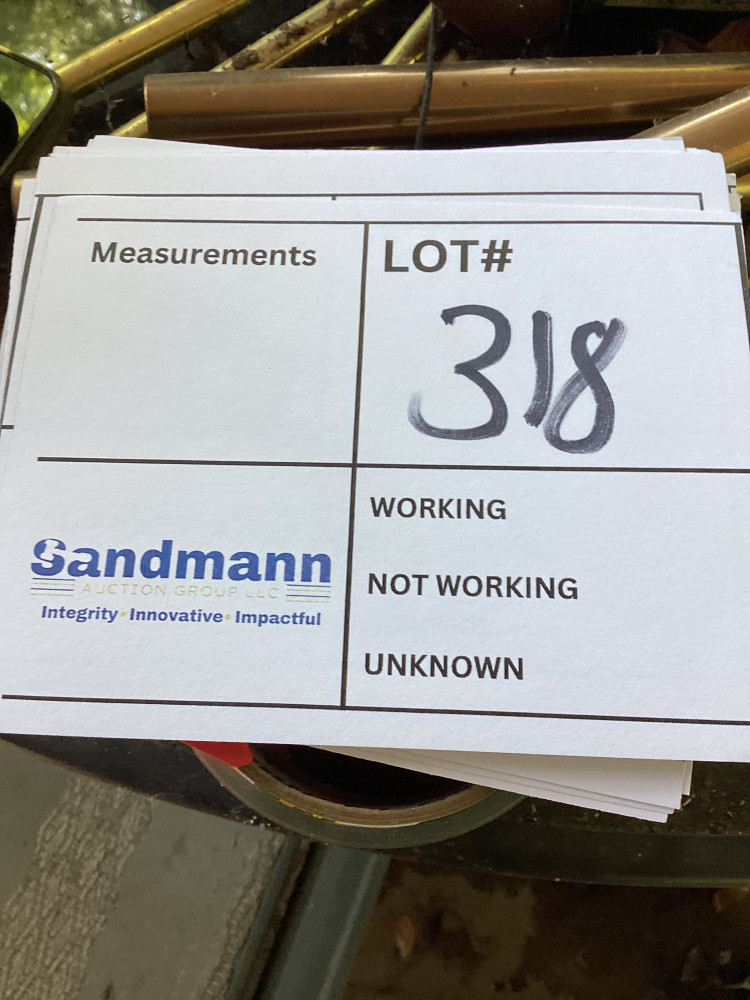 Measurements
LOT#
318
Sandmann
AUCTION GROUP LLC
Integrity • Innovative • Impactful
WORKING
NOT WORKING
UNKNOWN